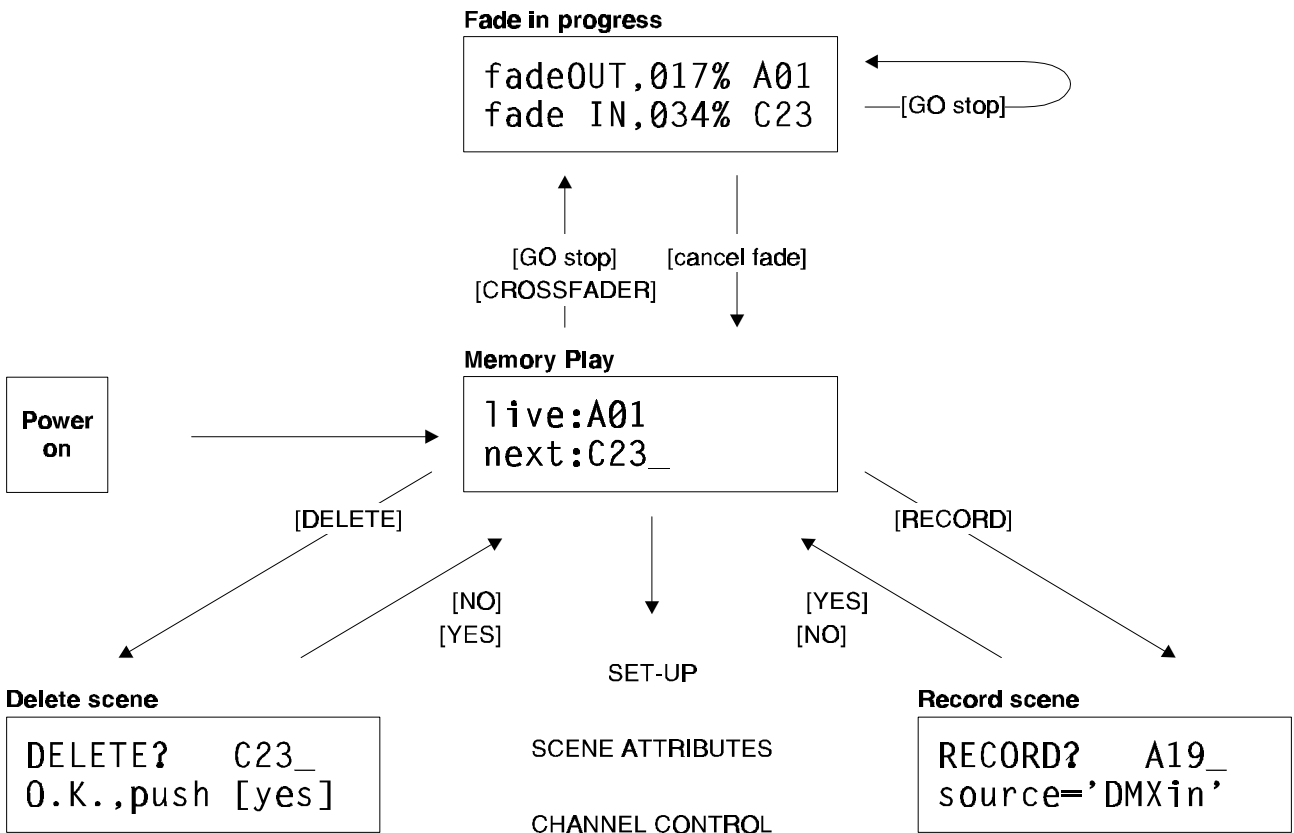 Fade in progress
fadeOUT,017% A01
fade IN,034% C23
[GO stop]
[GO stop]
[CROSSFADER]
[cancel fade]
Memory Play
live:A01
next:C23_
Power
on
[DELETE]
[RECORD]
[NO]
[YES]
[YES]
[NO]
SET-UP
SCENE ATTRIBUTES
CHANNEL CONTROL
Delete scene
DELETE? C23_
O.K.,push [yes]
Record scene
RECORD? A19_
source='DMXin'